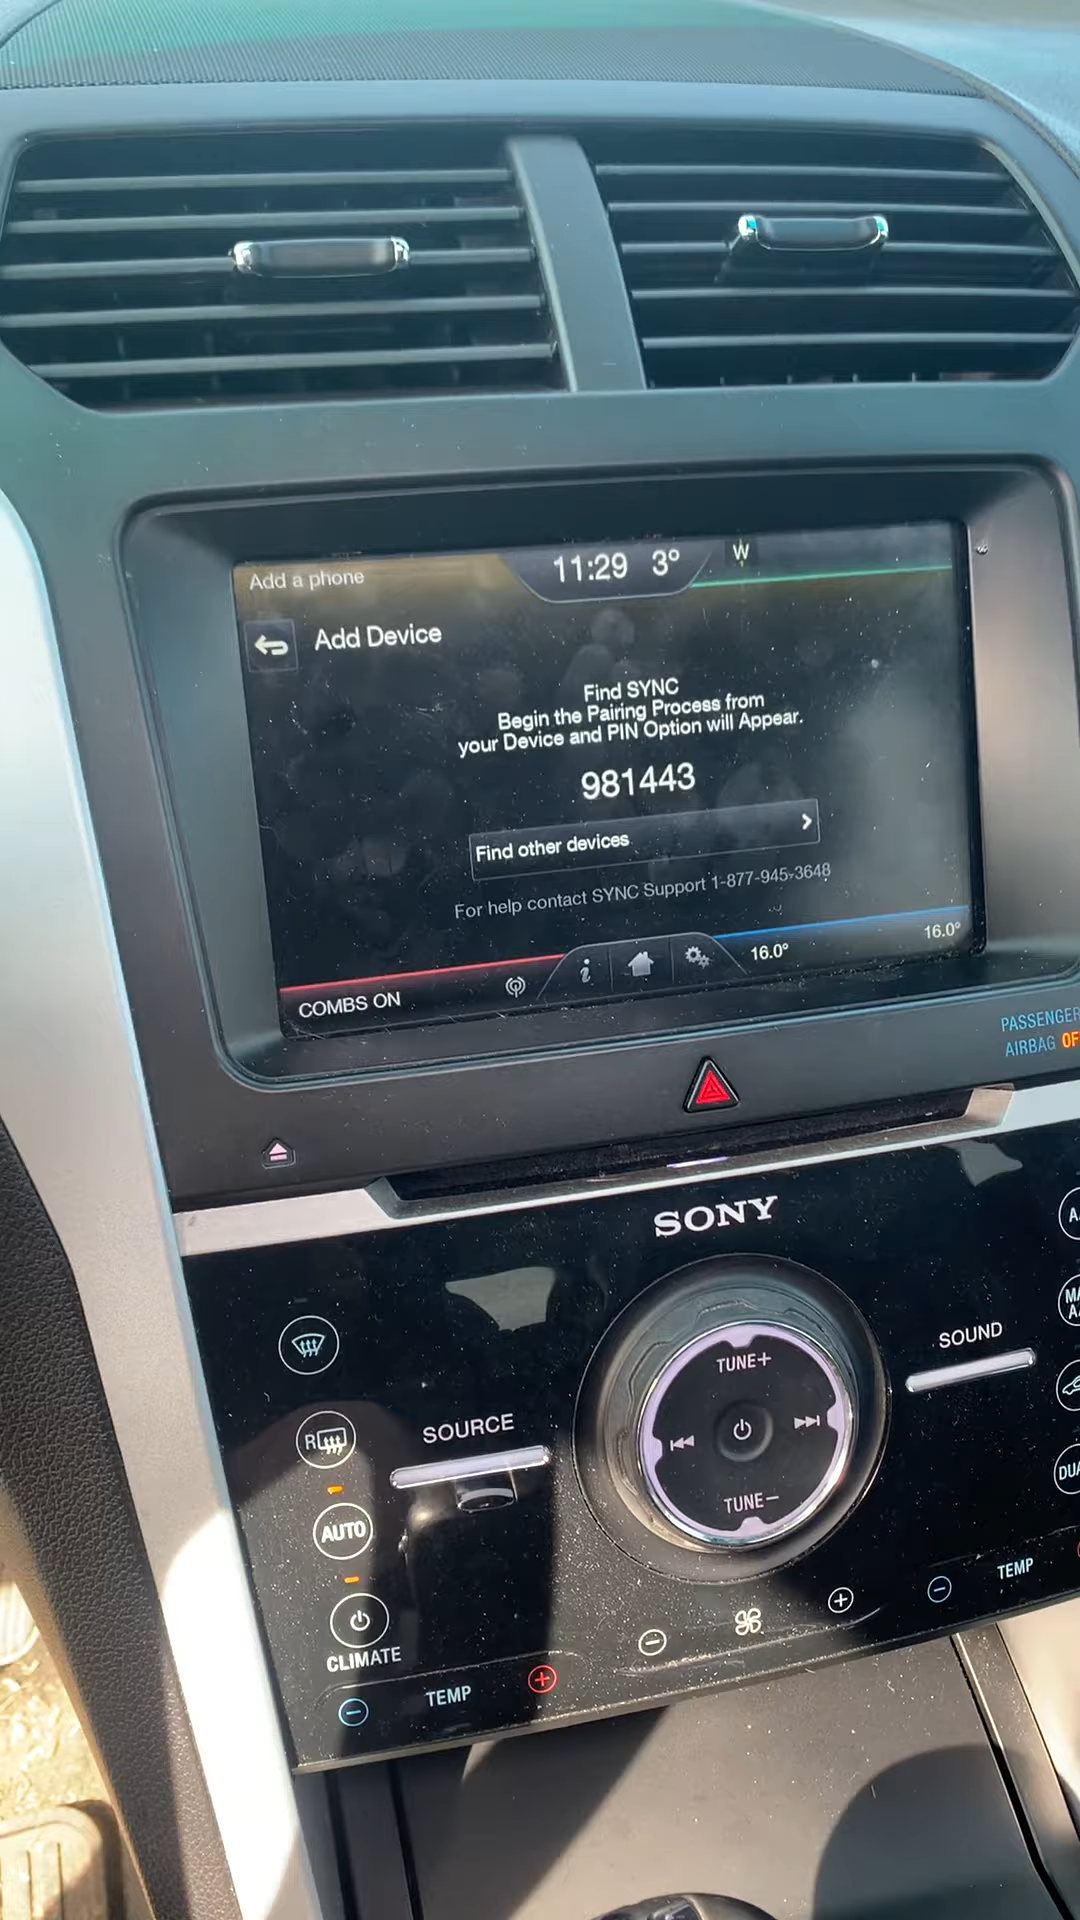 Add a phone
11:29 3°
W
Add Device
Find SYNC
Begin the Pairing Process from
your Device and PIN Option will Appear.
981443
Find other devices
For help contact SYNC Support 1-877-945-3648
COMBS ON
16.0°
16.0°
PASSENGER
AIRBAG
SONY
SOUND
TUNE+
SOURCE
TUNE-
R
AUTO
CLIMATE
TEMP
TEMP